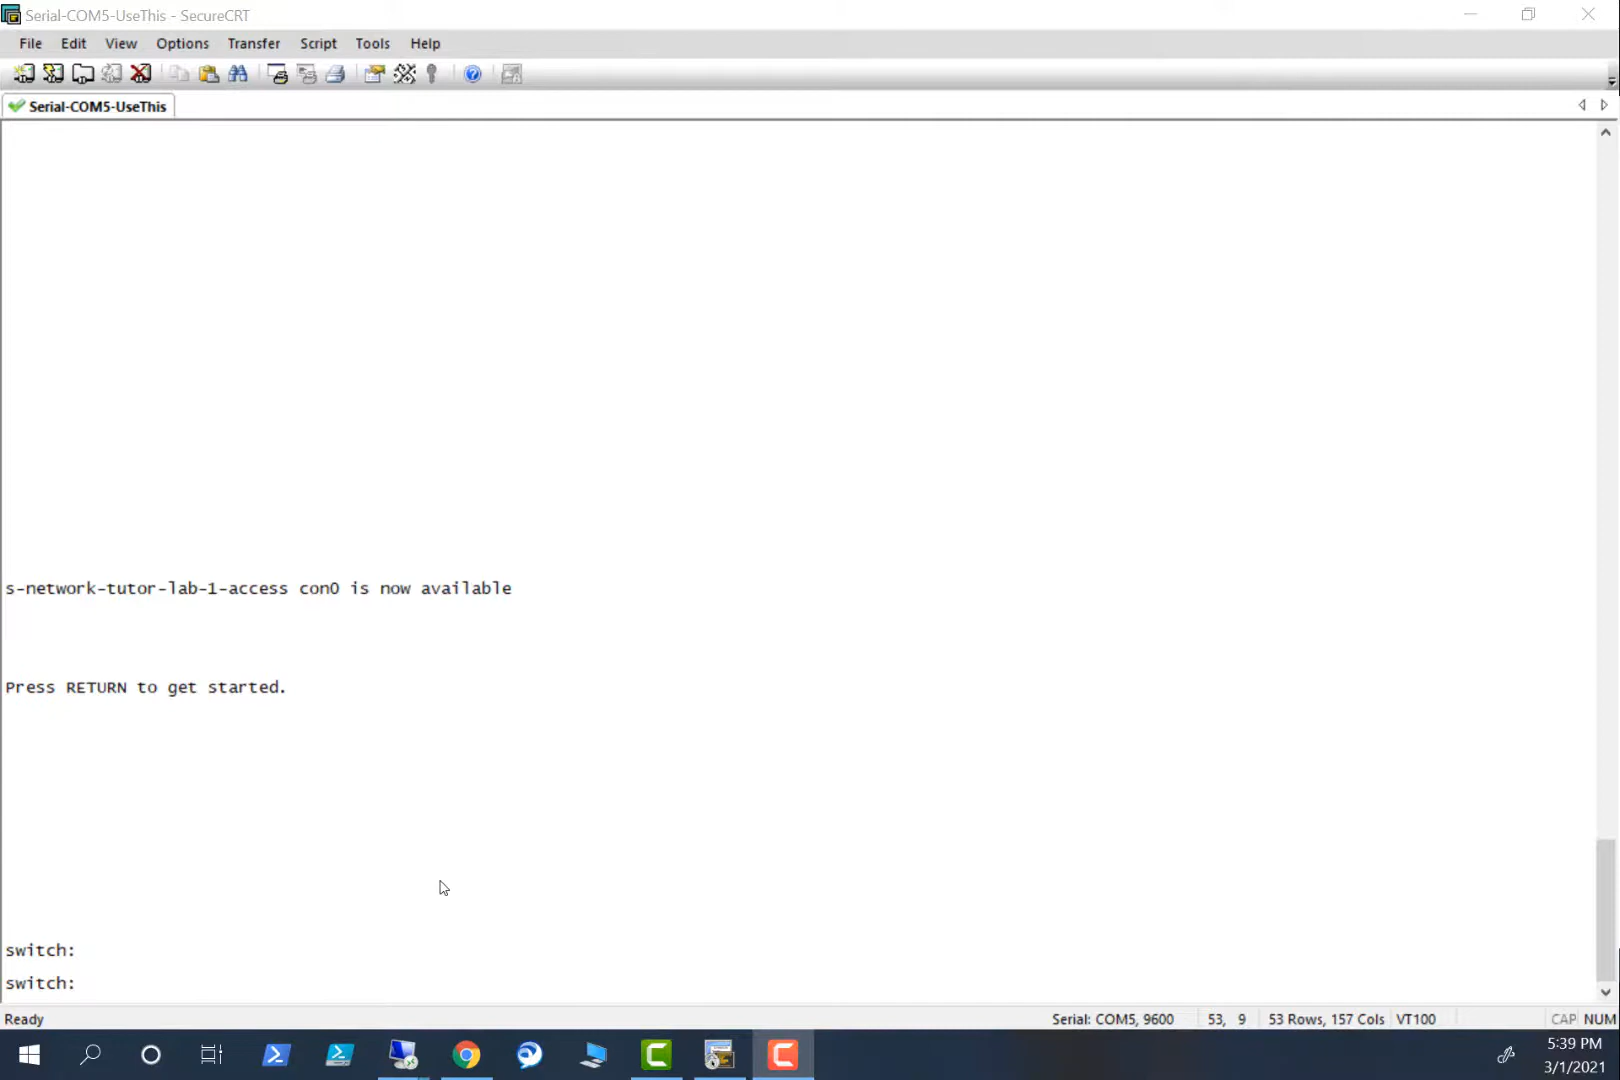 Serial-COM5-UseThis - SecureCRT
File Edit View Options Transfer Script Tools Help
Serial-COM5-UseThis
s-network-tutor-lab-1-access con0 is now available
Press RETURN to get started.
switch:
switch:
Ready Serial: COM5, 9600 53, 9 53 Rows, 157 Cols VT100 CAP NUM
5:39 PM
3/1/2021